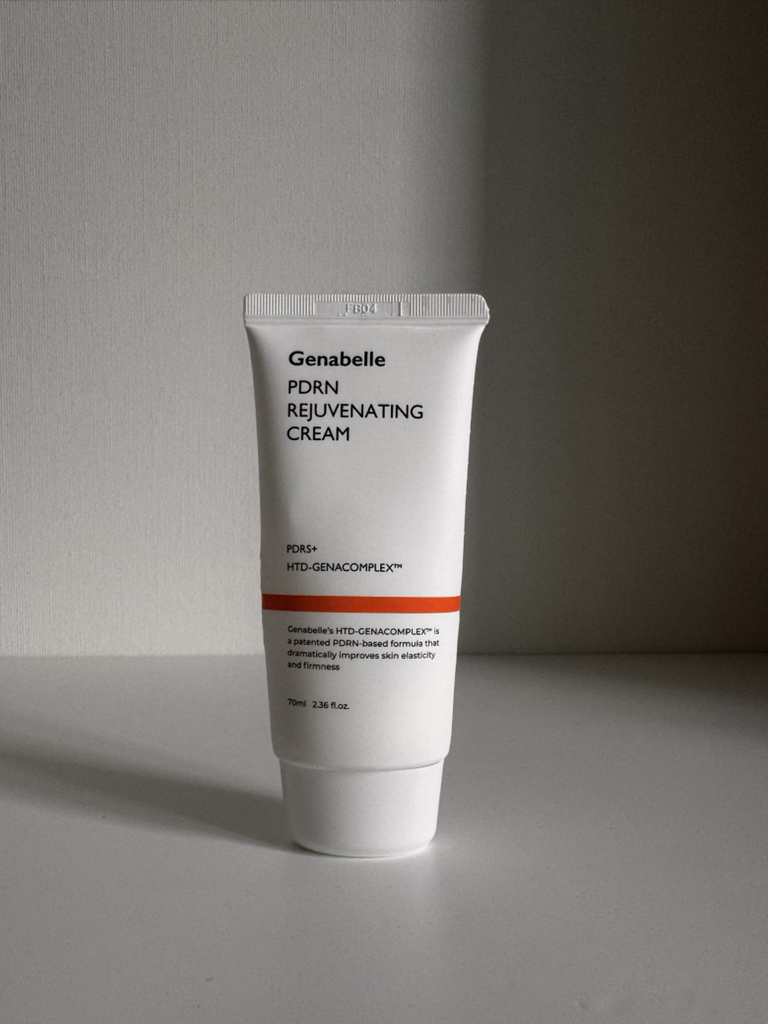 FB04
Genabelle
PDRN
REJUVENATING
CREAM
PDRS+
HTD-GENACOMPLEX™
Genabelle's HTD-GENACOMPLEX™ is
a patented PDRN-based formula that
dramatically improves skin elasticity
and firmness
70ml 2.36 fl.oz.